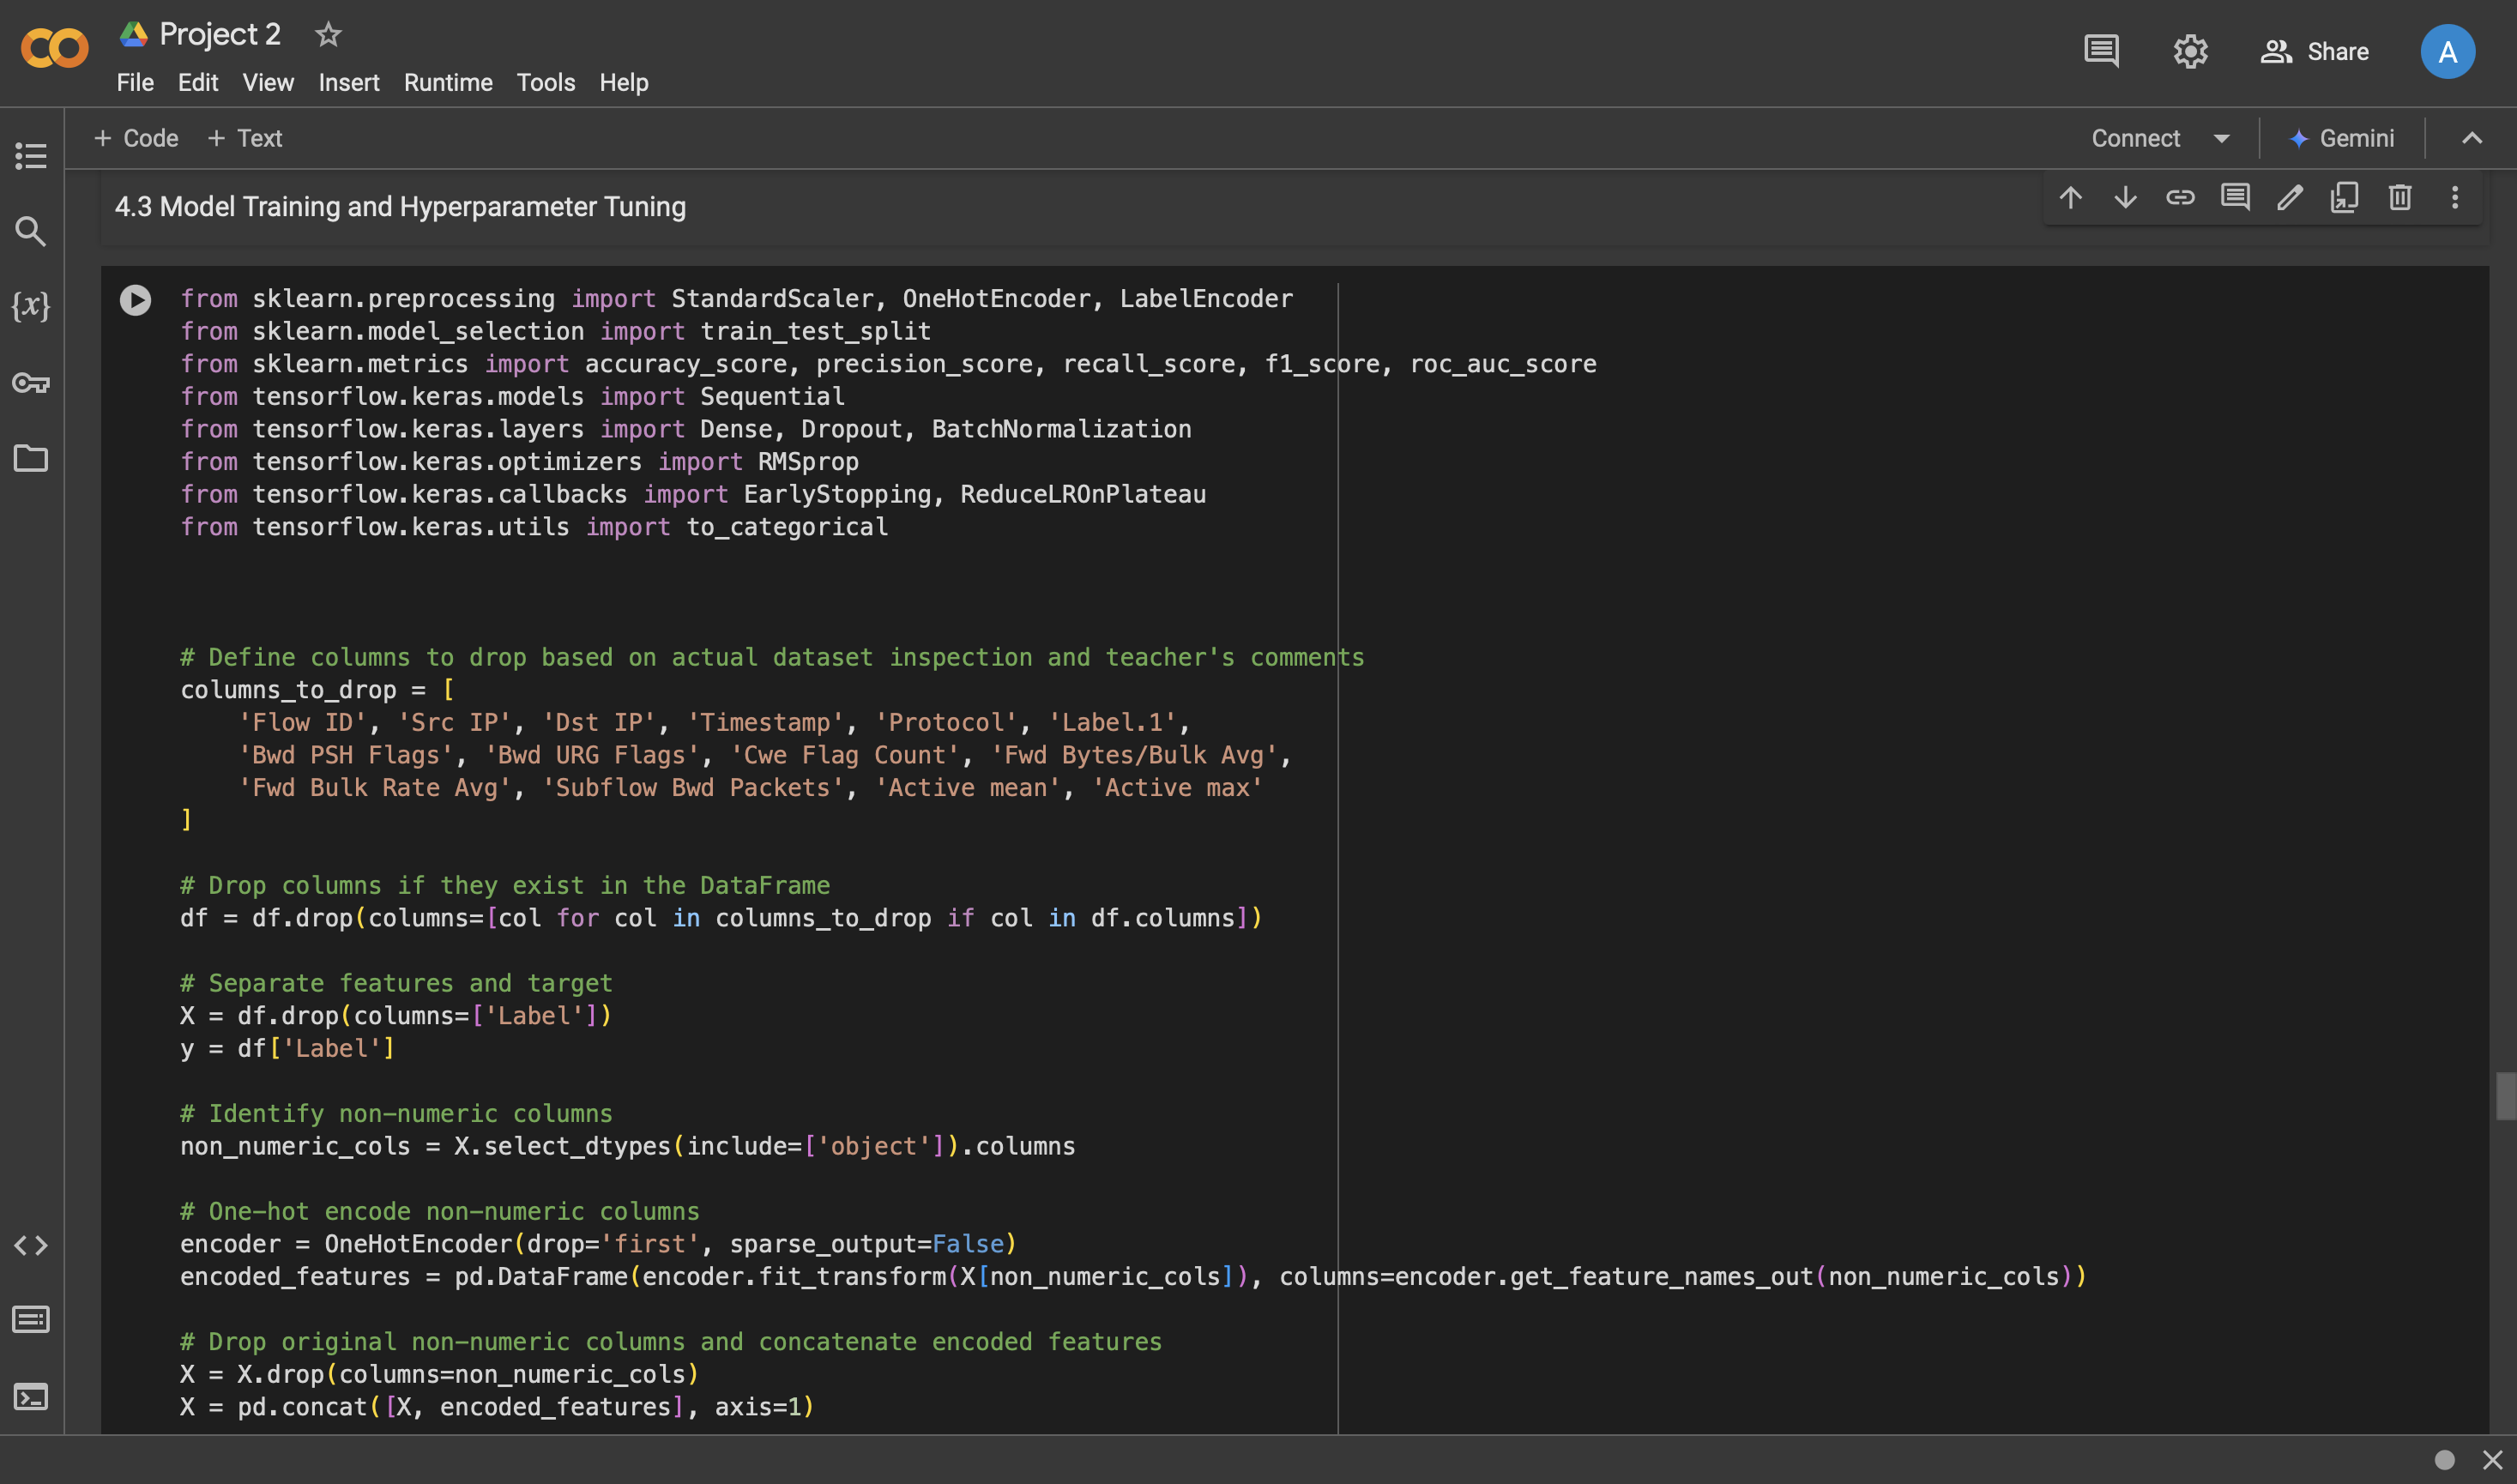 Project 2
File Edit View Insert Runtime Tools Help
Share
A
+ Code + Text
Connect
Gemini
4.3 Model Training and Hyperparameter Tuning
{x}
from sklearn.preprocessing import StandardScaler, OneHotEncoder, LabelEncoder
from sklearn.model_selection import train_test_split
from sklearn.metrics import accuracy_score, precision_score, recall_score, f1_score, roc_auc_score
from tensorflow.keras.models import Sequential
from tensorflow.keras.layers import Dense, Dropout, BatchNormalization
from tensorflow.keras.optimizers import RMSprop
from tensorflow.keras.callbacks import EarlyStopping, ReduceLROnPlateau
from tensorflow.keras.utils import to_categorical
# Define columns to drop based on actual dataset inspection and teacher's comments
columns_to_drop = [
    'Flow ID', 'Src IP', 'Dst IP', 'Timestamp', 'Protocol', 'Label.1',
    'Bwd PSH Flags', 'Bwd URG Flags', 'Cwe Flag Count', 'Fwd Bytes/Bulk Avg',
    'Fwd Bulk Rate Avg', 'Subflow Bwd Packets', 'Active mean', 'Active max'
]
# Drop columns if they exist in the DataFrame
df = df.drop(columns=[col for col in columns_to_drop if col in df.columns])
# Separate features and target
X = df.drop(columns=['Label'])
y = df['Label']
# Identify non-numeric columns
non_numeric_cols = X.select_dtypes(include=['object']).columns
# One-hot encode non-numeric columns
encoder = OneHotEncoder(drop='first', sparse_output=False)
encoded_features = pd.DataFrame(encoder.fit_transform(X[non_numeric_cols]), columns=encoder.get_feature_names_out(non_numeric_cols))
# Drop original non-numeric columns and concatenate encoded features
X = X.drop(columns=non_numeric_cols)
X = pd.concat([X, encoded_features], axis=1)